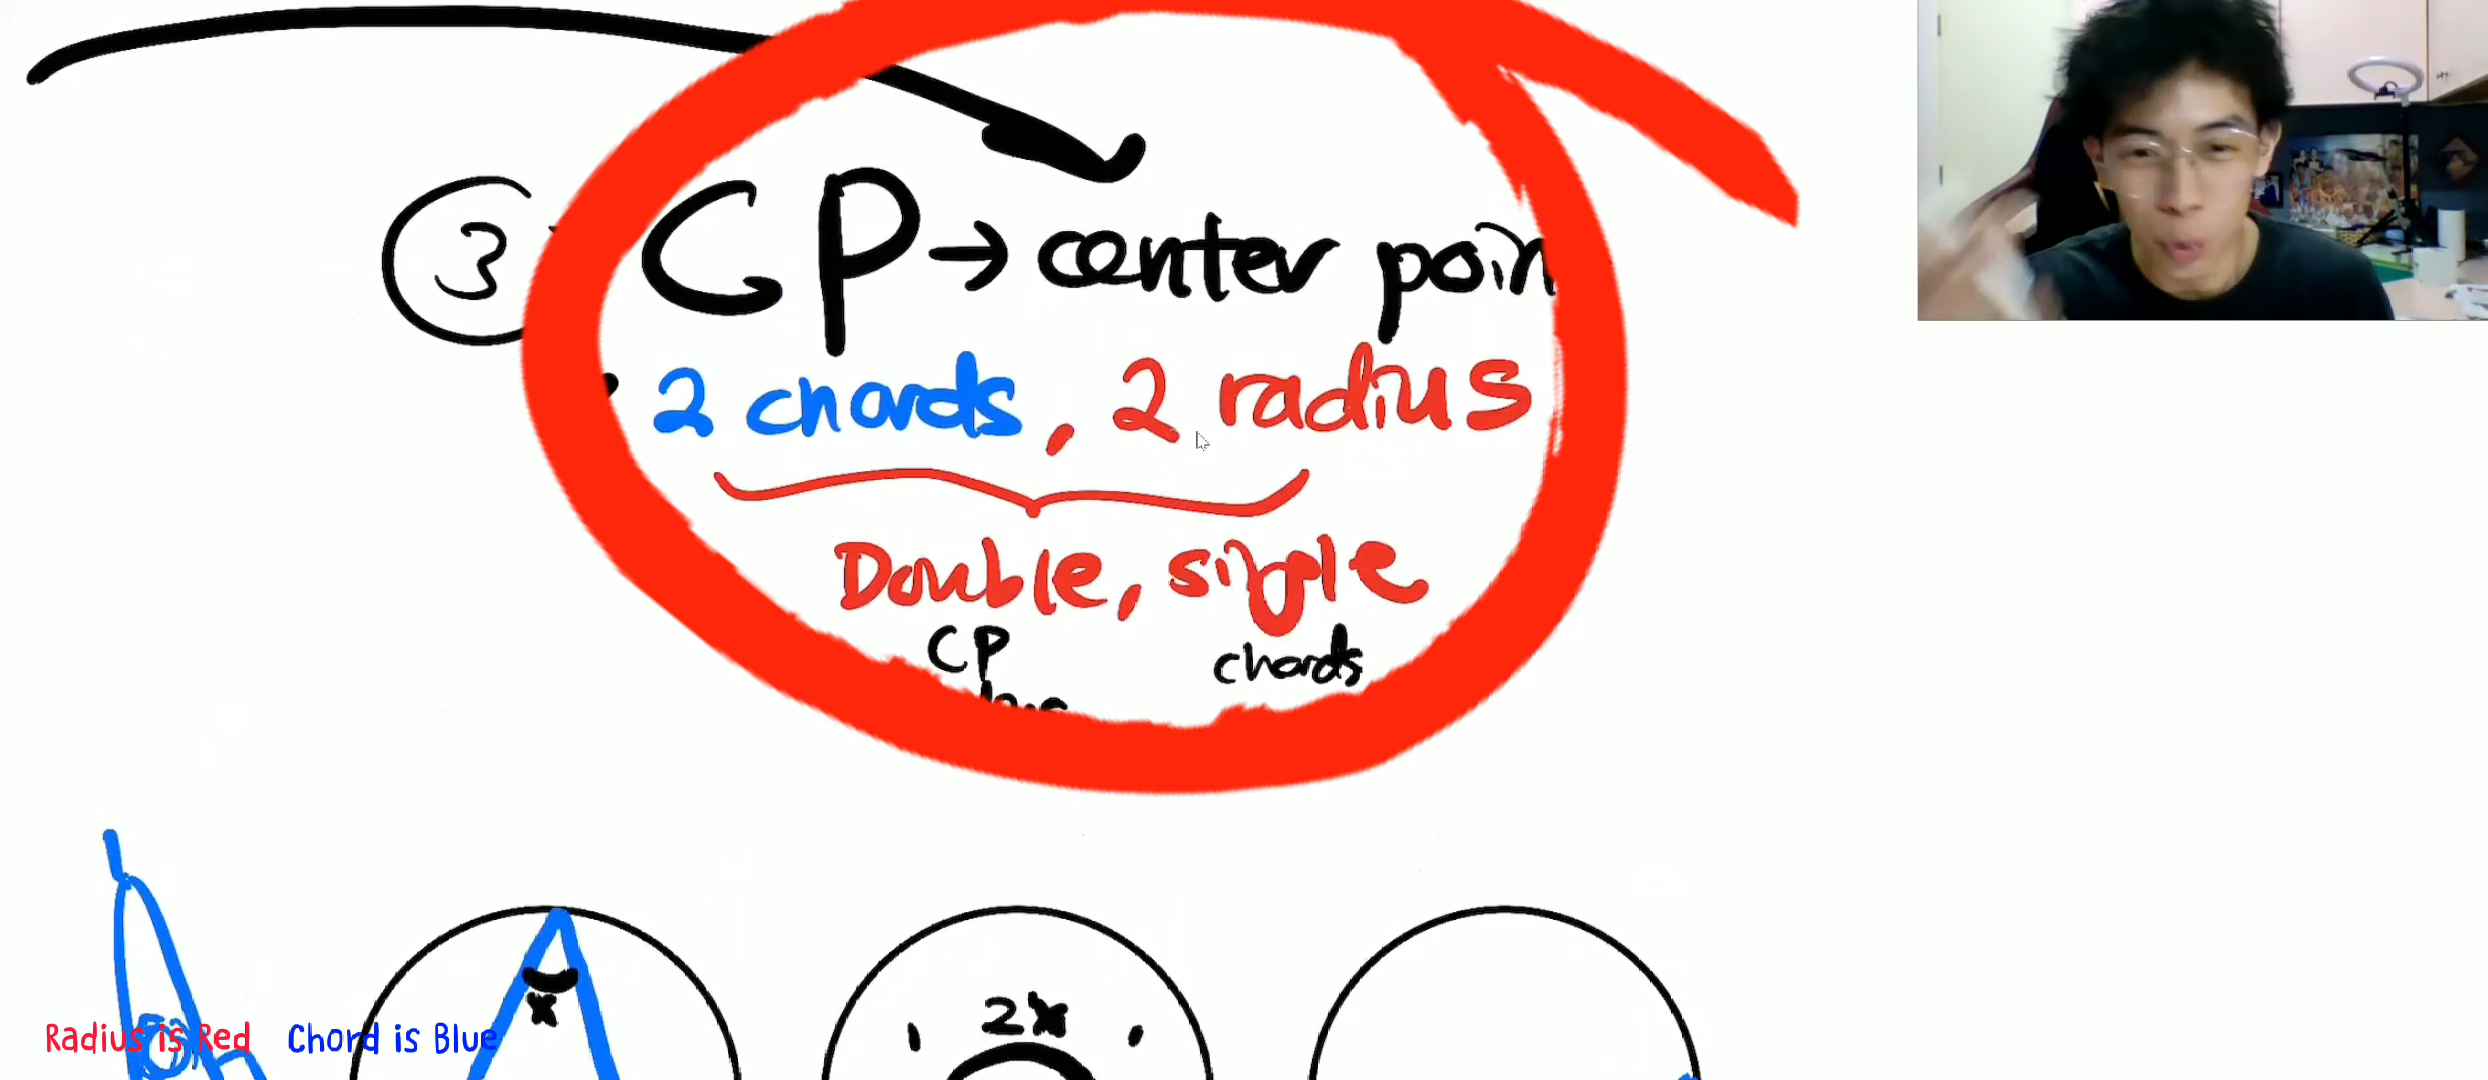 ③ CP → center poin
2 chords, 2 radius
Double, single
CP chords
x
2x
Radius is Red Chord is Blue